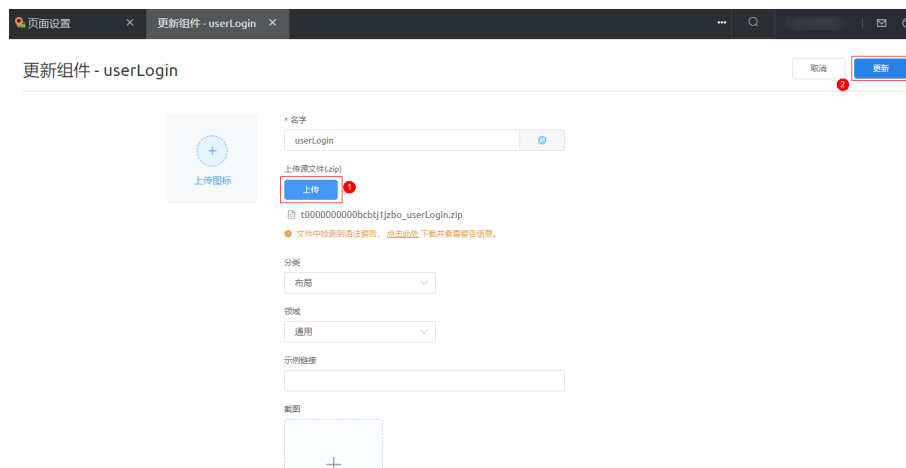 页面设置 × 更新组件 - userLogin × •••
更新组件 - userLogin
取消 更新
2
* 名字
userLogin
上传图标
上传源文件(.zip)
上传 1
t0000000000bcbtj1jzbo_userLogin.zip
文件中检测到语法警告， 点击此处 下载并查看警告信息。
分类
布局
领域
通用
示例链接
截图